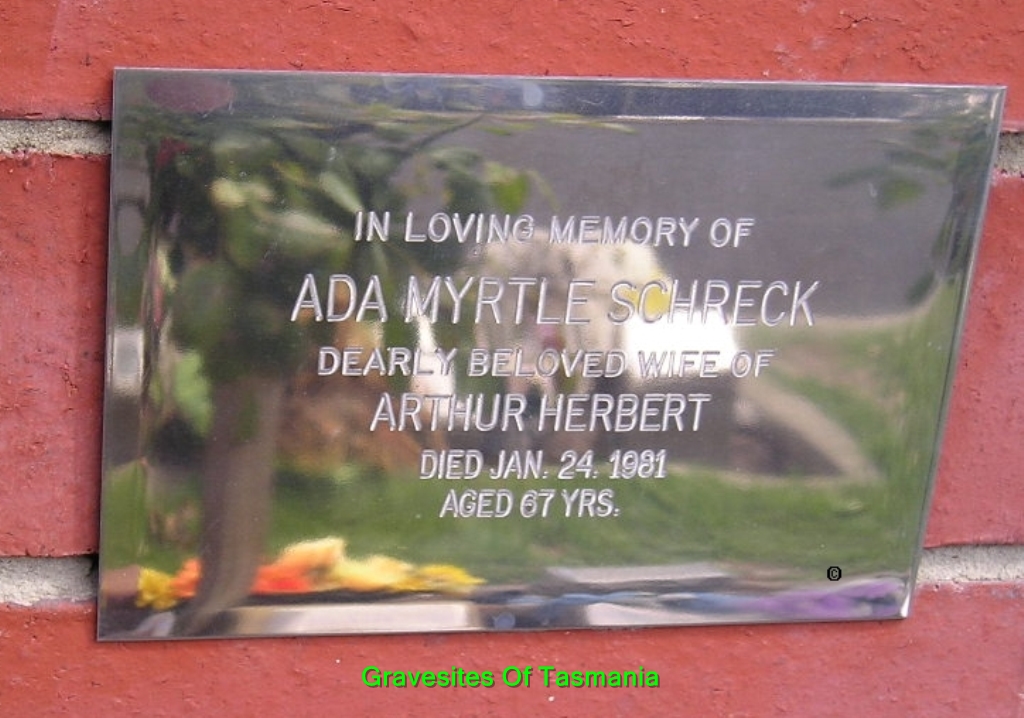 IN LOVING MEMORY OF
ADA MYRTLE SCHRECK
DEARLY BELOVED WIFE OF
ARTHUR HERBERT
DIED JAN. 24. 1981
AGED 67 YRS.
©
Gravesites Of Tasmania